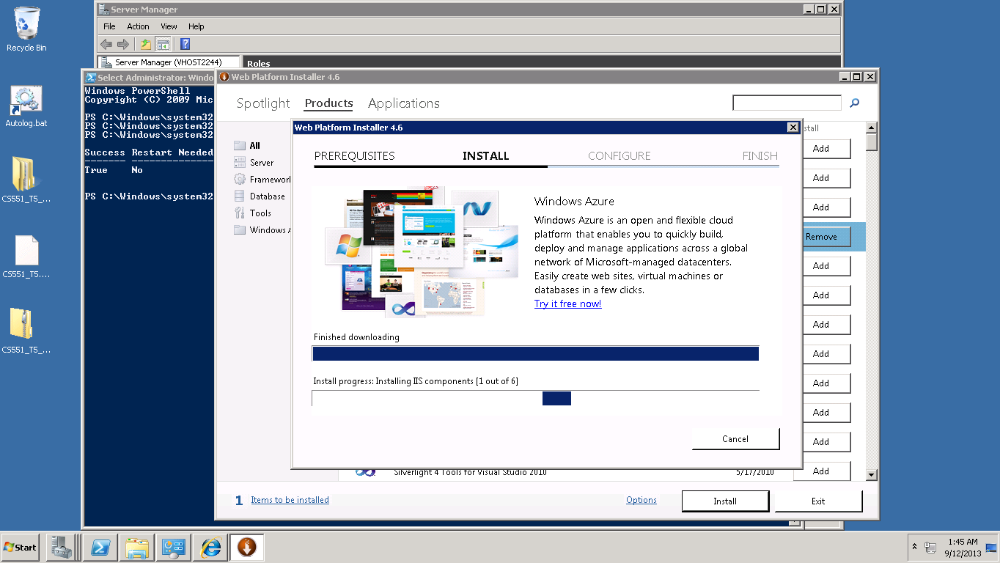 Recycle Bin
Autolog.bat
CS551_T5_...
CS551_T5....
CS551_T5_...
Server Manager
File Action View Help
Server Manager (VHOST2244)
Roles
Select Administrator: Windo
Windows PowerShell
Copyright (C) 2009 Mic
PS C:\Windows\system32
PS C:\Windows\system32
PS C:\Windows\system32
Success Restart Needed
------- --------------
True No
PS C:\Windows\system32
Web Platform Installer 4.6
Spotlight Products Applications
All
Server
Framewor
Database
Tools
Windows A
stall
Add
Add
Add
Remove
Add
Add
Add
Add
Add
Add
Add
Add
Web Platform Installer 4.6
PREREQUISITES INSTALL CONFIGURE FINISH
Windows Azure
Windows Azure is an open and flexible cloud
platform that enables you to quickly build,
deploy and manage applications across a global
network of Microsoft-managed datacenters.
Easily create web sites, virtual machines or
databases in a few clicks.
Try it free now!
Finished downloading
Install progress: Installing IIS components [1 out of 6]
Cancel
Silverlight 4 Tools for Visual Studio 2010 5/17/2010
1 Items to be installed
Options
Install
Exit
Start
1:45 AM
9/12/2013